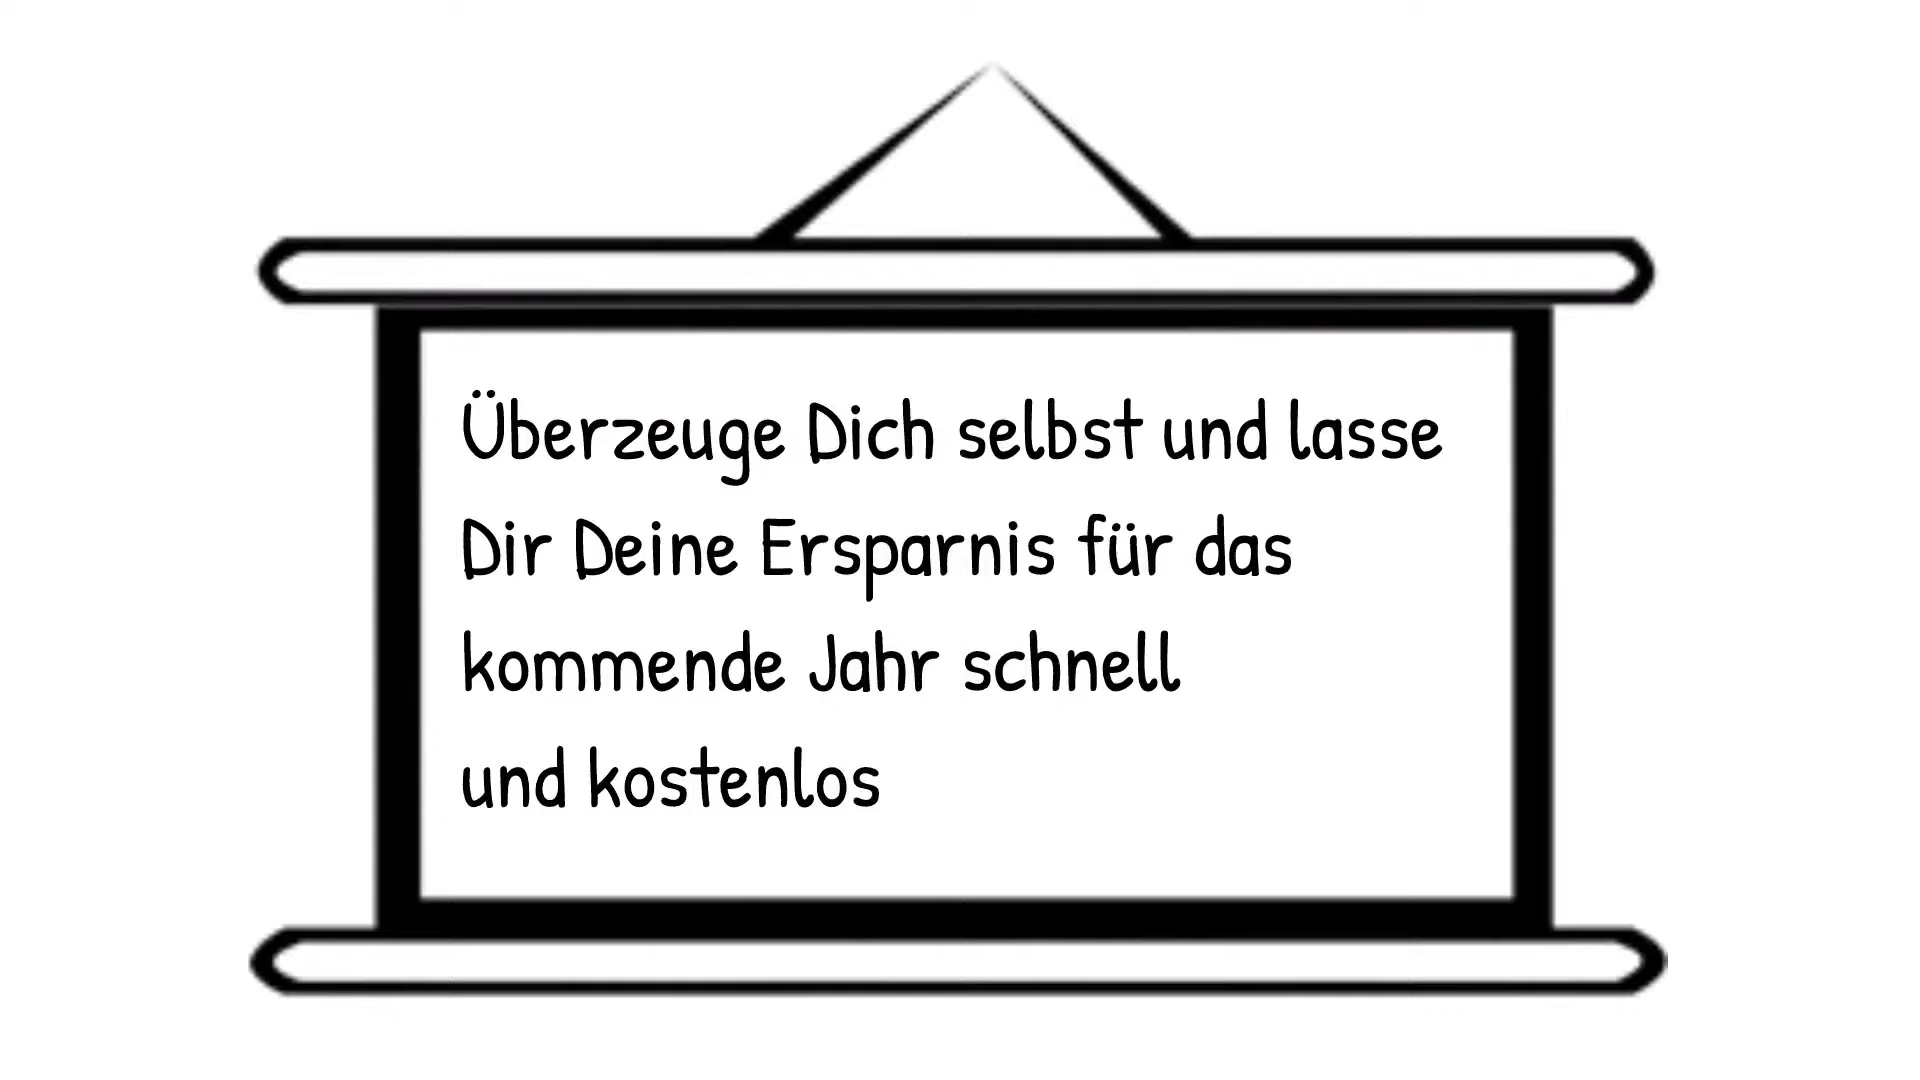 Überzeuge Dich selbst und lasse
Dir Deine Ersparnis für das
kommende Jahr schnell
und kostenlos